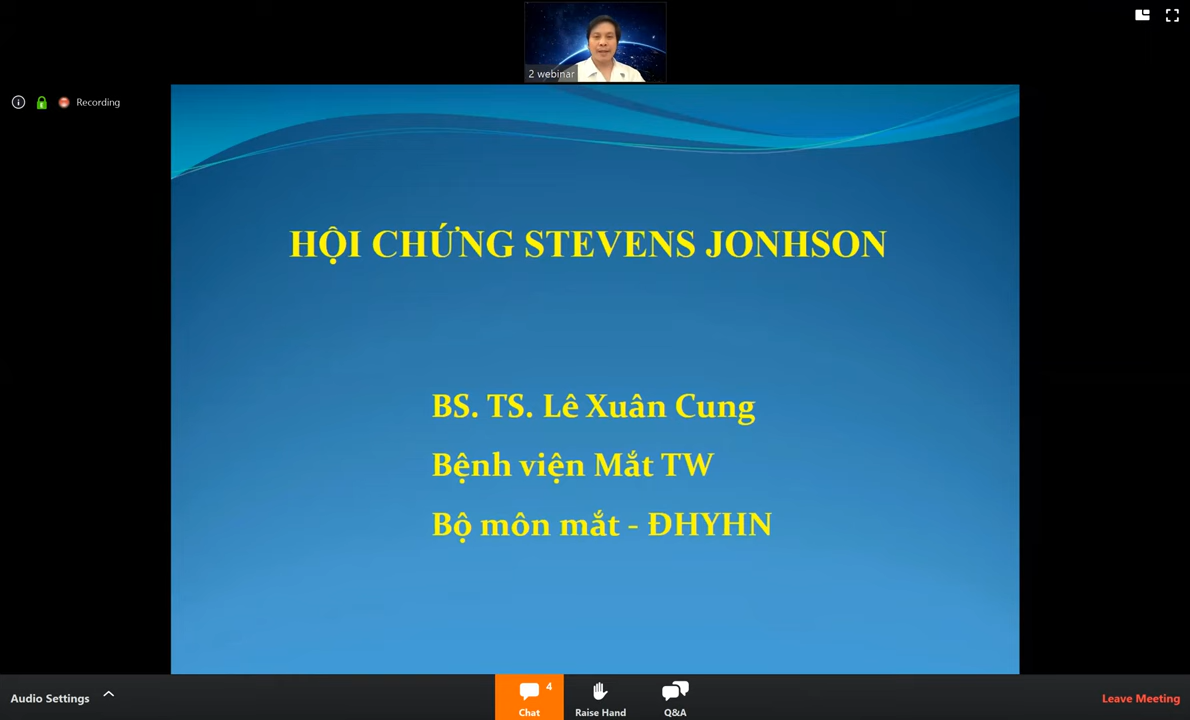 2 webinar
Recording
HỘI CHỨNG STEVENS JONHSON
BS. TS. Lê Xuân Cung
Bệnh viện Mắt TW
Bộ môn mắt - ĐHYHN
Audio Settings
4
Chat
Raise Hand
Q&A
Leave Meeting